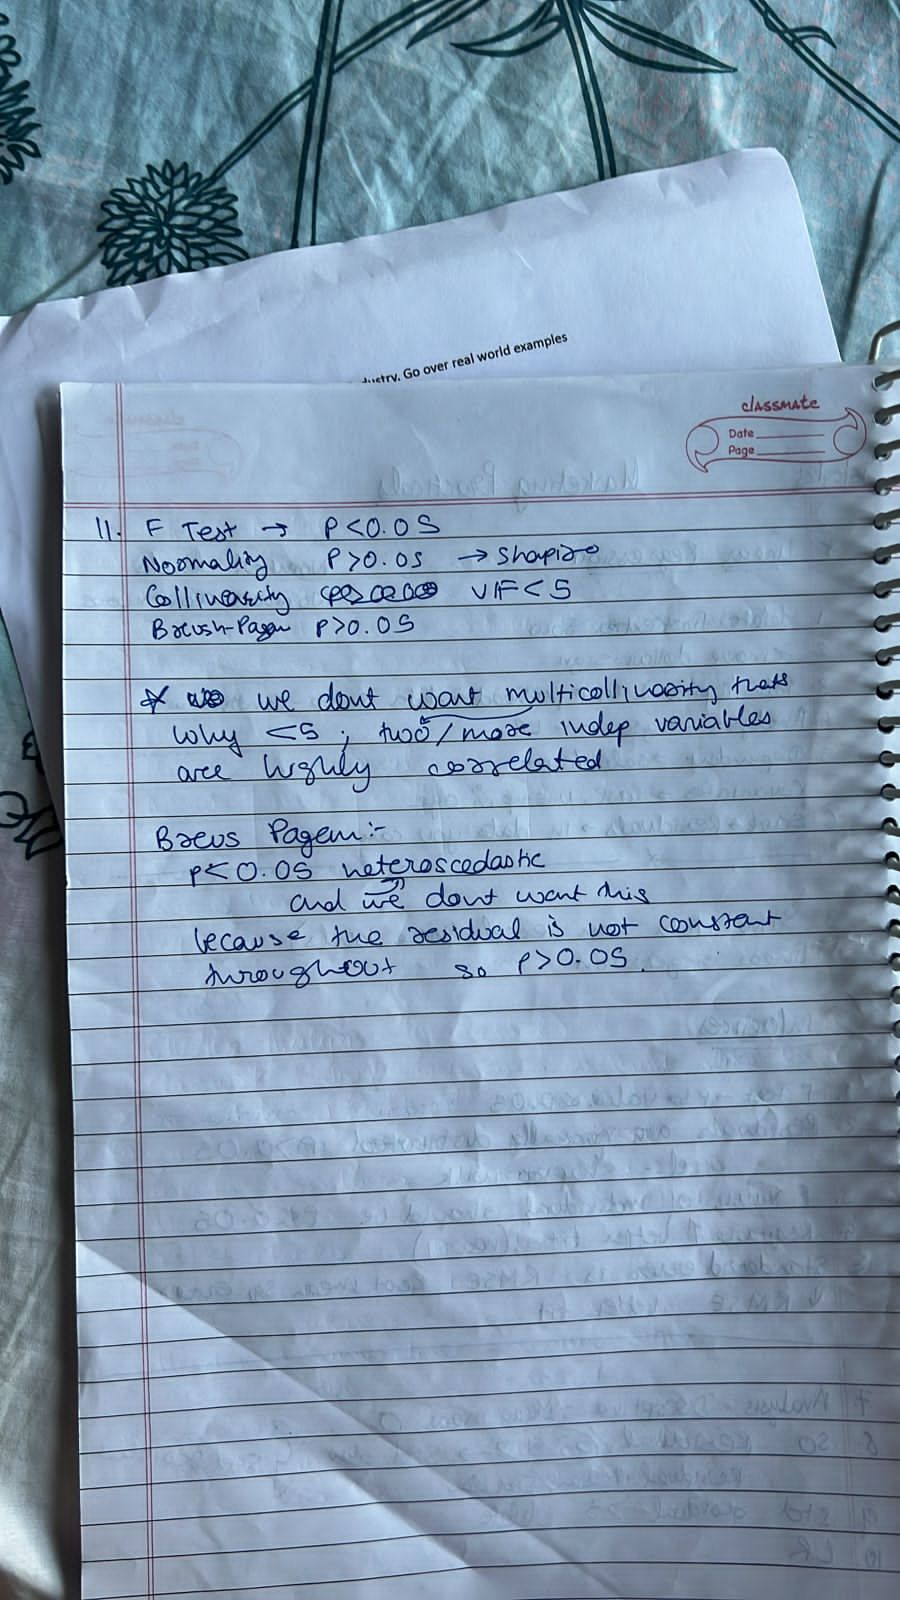 dustry. Go over real world examples
classmate
Date
Page
11. F Test → P<0.05
Normality P>0.05 → Shapiro
Collinearity VIF<5
Breush-Pagen P>0.05
* we dont want multicollinearity thats
why <5; two/more indep variables
are highly correlated
Breus Pagem:-
P<0.05 heteroscedastic
and we dont want this
because the residual is not constant
throughout so P>0.05.